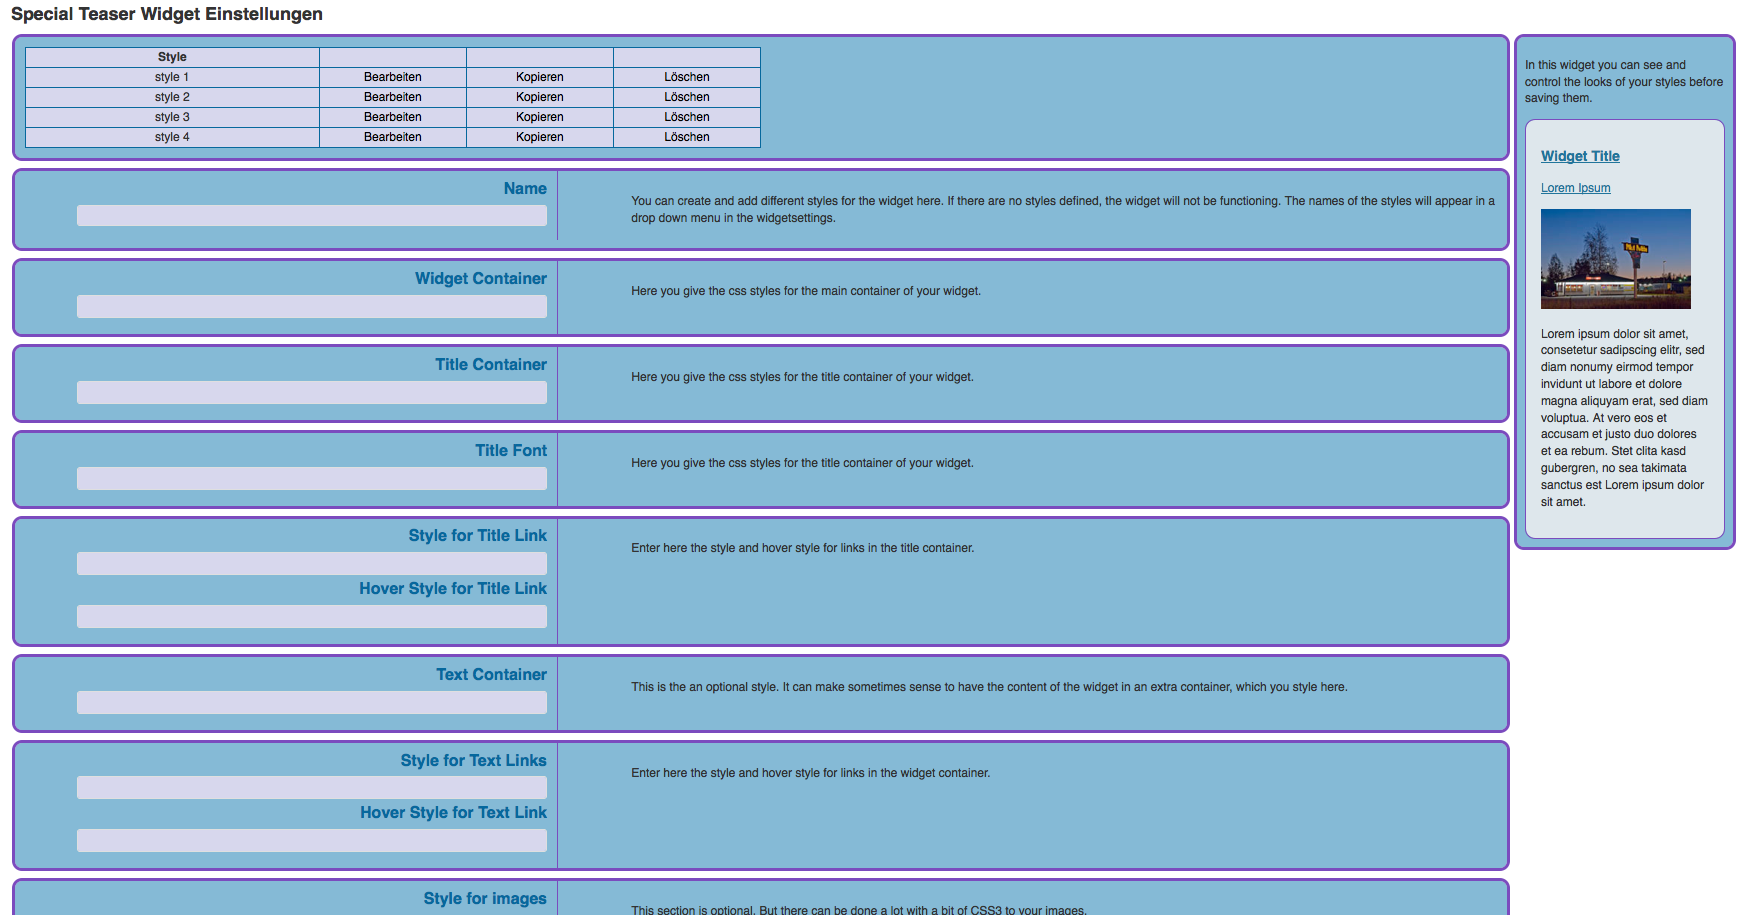 Special Teaser Widget Einstellungen
Style
style 1 Bearbeiten Kopieren Löschen
style 2 Bearbeiten Kopieren Löschen
style 3 Bearbeiten Kopieren Löschen
style 4 Bearbeiten Kopieren Löschen
Name
You can create and add different styles for the widget here. If there are no styles defined, the widget will not be functioning. The names of the styles will appear in a
drop down menu in the widgetsettings.
Widget Container
Here you give the css styles for the main container of your widget.
Title Container
Here you give the css styles for the title container of your widget.
Title Font
Here you give the css styles for the title container of your widget.
Style for Title Link
Enter here the style and hover style for links in the title container.
Hover Style for Title Link
Text Container
This is the an optional style. It can make sometimes sense to have the content of the widget in an extra container, which you style here.
Style for Text Links
Enter here the style and hover style for links in the widget container.
Hover Style for Text Link
Style for images
This section is optional. But there can be done a lot with a bit of CSS3 to your images.
In this widget you can see and
control the looks of your styles before
saving them.
Widget Title
Lorem Ipsum
Lorem ipsum dolor sit amet,
consetetur sadipscing elitr, sed
diam nonumy eirmod tempor
invidunt ut labore et dolore
magna aliquyam erat, sed diam
voluptua. At vero eos et
accusam et justo duo dolores
et ea rebum. Stet clita kasd
gubergren, no sea takimata
sanctus est Lorem ipsum dolor
sit amet.